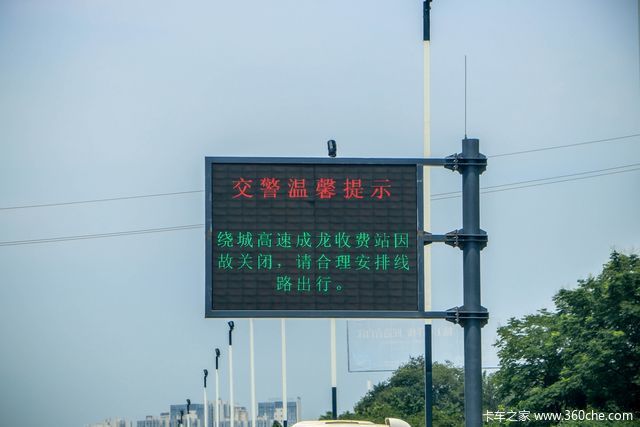 交警温馨提示
绕城高速成龙收费站因
故关闭，请合理安排线
路出行。
卡车之家 www.360che.com